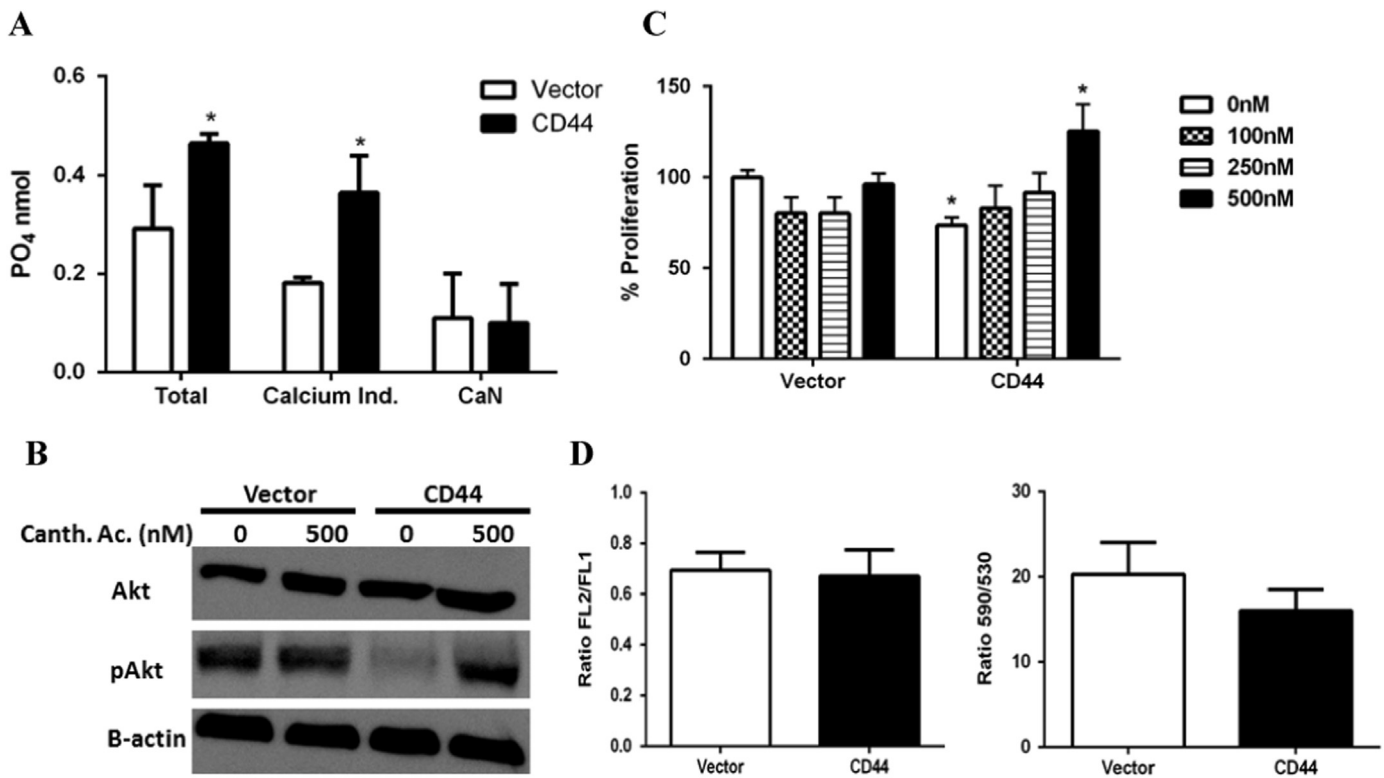 A
PO4 nmol
0.6
0.4
0.2
0.0
Vector
CD44
*
*
Total
Calcium Ind.
CaN
C
% Proliferation
150
100
50
0
*
*
Vector
CD44
0nM
100nM
250nM
500nM
B
Vector CD44
Canth. Ac. (nM) 0 500 0 500
Akt
pAkt
B-actin
D
Ratio FL2/FL1
1.0
0.8
0.6
0.4
0.2
0.0
Vector
CD44
Ratio 590/530
30
20
10
0
Vector
CD44